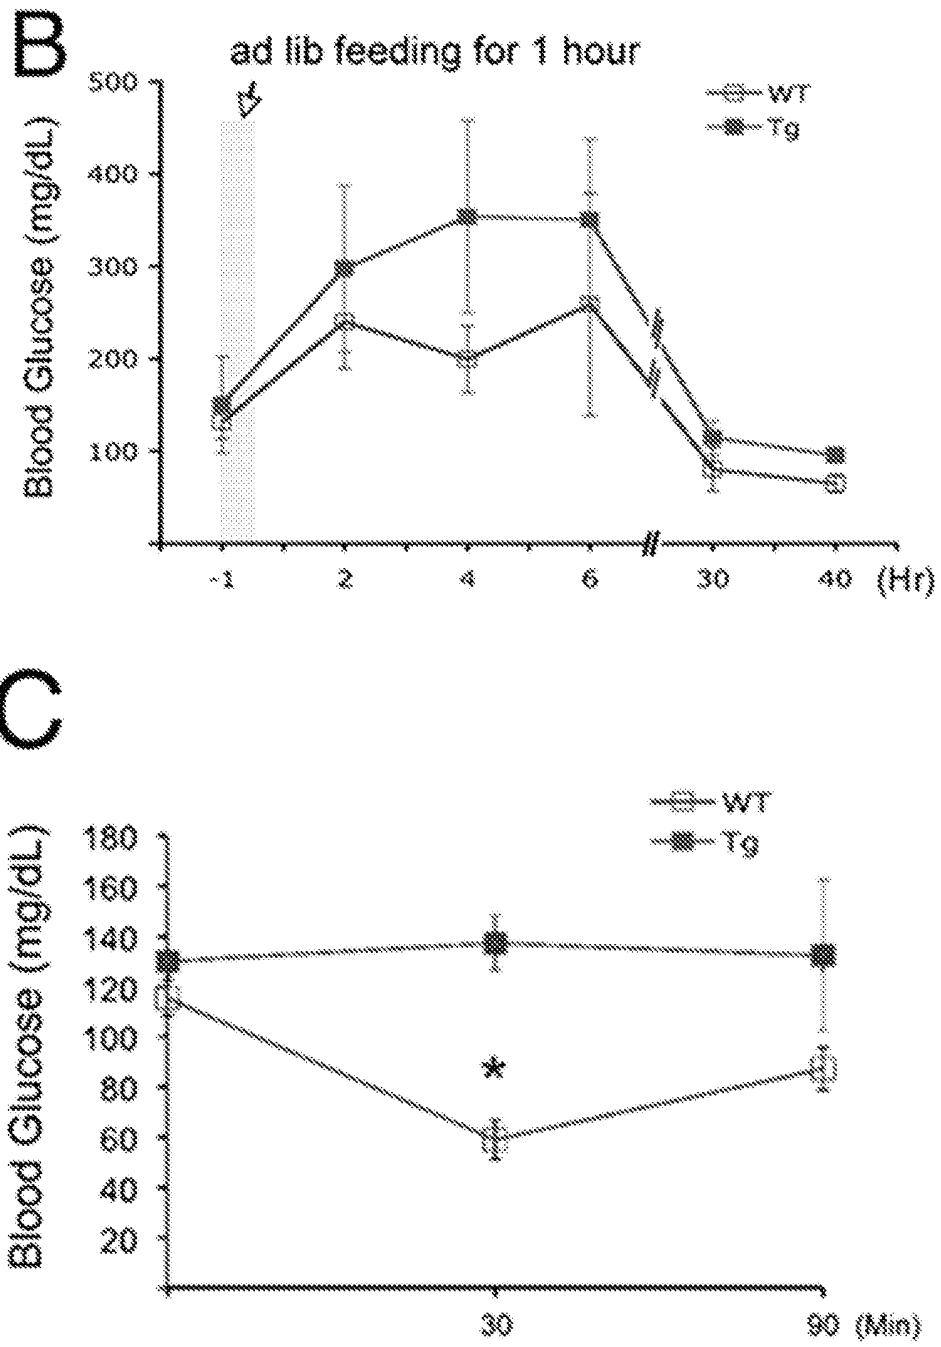 B
ad lib feeding for 1 hour
WT
Tg
Blood Glucose (mg/dL)
500
400
300
200
100
-1 2 4 6 30 40 (Hr)
C
WT
Tg
Blood Glucose (mg/dL)
180
160
140
120
100
80
60
40
20
*
30 90 (Min)